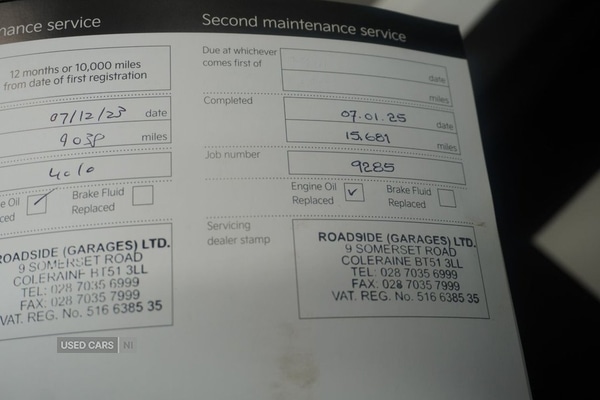 nance service
12 months or 10,000 miles
from date of first registration
07/12/23 date
miles
e Oil
ced
Brake Fluid
Replaced
ROADSIDE (GARAGES) LTD.
9 SOMERSET ROAD
COLERAINE BT51 3LL
TEL: 028 7035 6999
FAX: 028 7035 7999
VAT. REG. No. 516 6385 35
Second maintenance service
Due at whichever
comes first of
date
miles
Completed
07.01.25 date
15,681 miles
Job number
9285
Engine Oil
Replaced
Brake Fluid
Replaced
Servicing
dealer stamp
ROADSIDE (GARAGES) LTD.
9 SOMERSET ROAD
COLERAINE BT51 3LL
TEL: 028 7035 6999
FAX: 028 7035 7999
VAT. REG. No. 516 6385 35
USED CARS NI